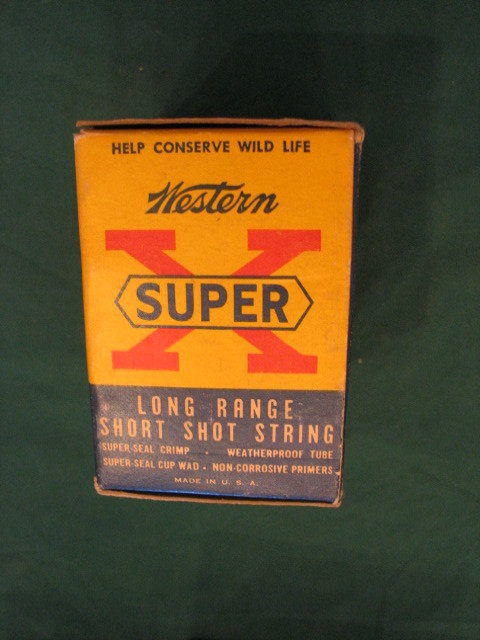 HELP CONSERVE WILD LIFE
Western
X
SUPER
LONG RANGE
SHORT SHOT STRING
SUPER-SEAL CRIMP · WEATHERPROOF TUBE
SUPER-SEAL CUP WAD · NON-CORROSIVE PRIMERS
MADE IN U. S. A.